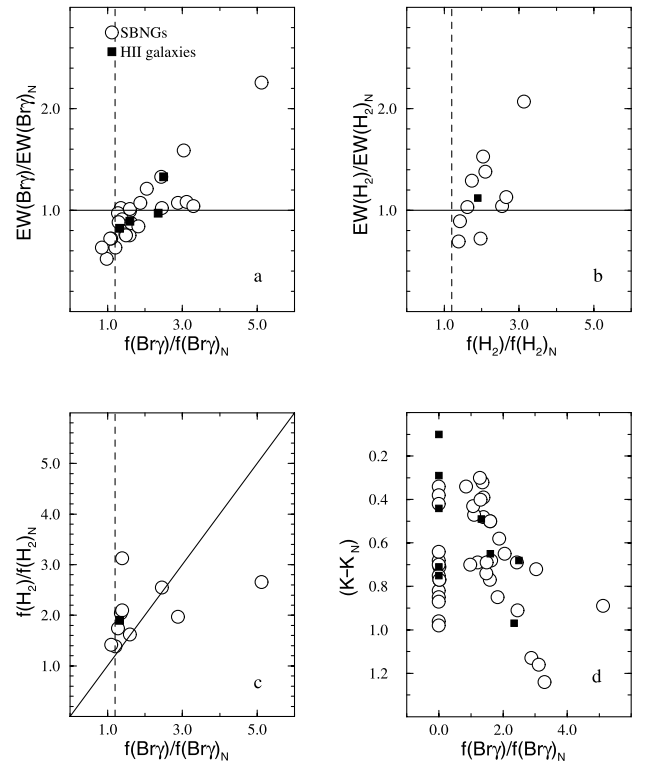 SBNGs
HII galaxies
EW(Brγ)/EW(Brγ)N
2.0
1.0
a
1.0 3.0 5.0
f(Brγ)/f(Brγ)N
EW(H2)/EW(H2)N
2.0
1.0
b
1.0 3.0 5.0
f(H2)/f(H2)N
f(H2)/f(H2)N
5.0
4.0
3.0
2.0
1.0
c
1.0 3.0 5.0
f(Brγ)/f(Brγ)N
(K−KN)
0.2
0.4
0.6
0.8
1.0
1.2
d
0.0 2.0 4.0
f(Brγ)/f(Brγ)N